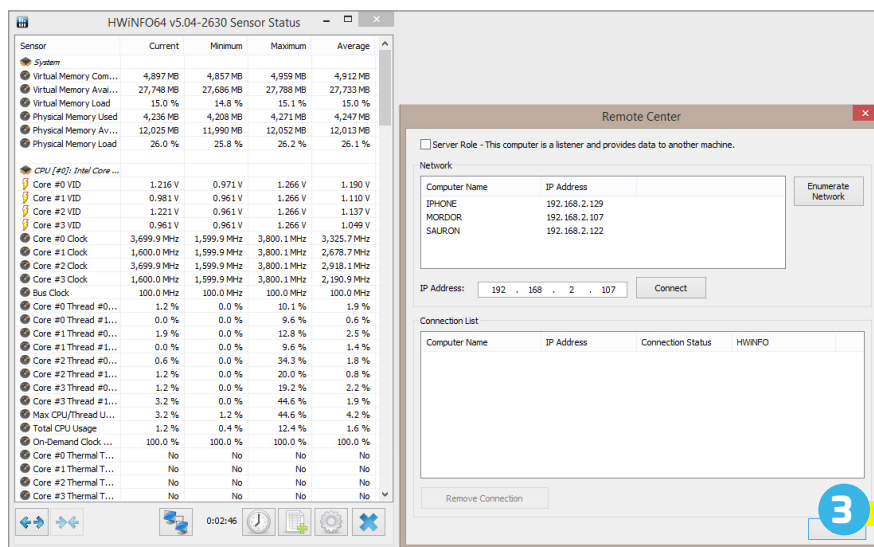 HWiNFO64 v5.04-2630 Sensor Status
Sensor Current Minimum Maximum Average
System
Virtual Memory Com... 4,897 MB 4,857 MB 4,959 MB 4,912 MB
Virtual Memory Avai... 27,748 MB 27,686 MB 27,788 MB 27,733 MB
Virtual Memory Load 15.0 % 14.8 % 15.1 % 15.0 %
Physical Memory Used 4,236 MB 4,208 MB 4,271 MB 4,247 MB
Physical Memory Av... 12,025 MB 11,990 MB 12,052 MB 12,013 MB
Physical Memory Load 26.0 % 25.8 % 26.2 % 26.1 %
CPU [#0]: Intel Core ...
Core #0 VID 1.216 V 0.971 V 1.266 V 1.190 V
Core #1 VID 0.981 V 0.961 V 1.266 V 1.110 V
Core #2 VID 1.221 V 0.961 V 1.266 V 1.137 V
Core #3 VID 0.961 V 0.961 V 1.266 V 1.049 V
Core #0 Clock 3,699.9 MHz 1,599.9 MHz 3,800.1 MHz 3,325.7 MHz
Core #1 Clock 1,600.0 MHz 1,599.9 MHz 3,800.1 MHz 2,678.7 MHz
Core #2 Clock 3,699.9 MHz 1,599.9 MHz 3,800.1 MHz 2,918.1 MHz
Core #3 Clock 1,600.0 MHz 1,599.9 MHz 3,800.1 MHz 2,190.9 MHz
Bus Clock 100.0 MHz 100.0 MHz 100.0 MHz 100.0 MHz
Core #0 Thread #0... 1.2 % 0.0 % 10.1 % 1.9 %
Core #0 Thread #1... 0.0 % 0.0 % 9.6 % 0.6 %
Core #1 Thread #0... 1.9 % 0.0 % 12.8 % 2.5 %
Core #1 Thread #1... 0.0 % 0.0 % 9.6 % 1.4 %
Core #2 Thread #0... 0.6 % 0.0 % 34.3 % 1.8 %
Core #2 Thread #1... 1.2 % 0.0 % 20.0 % 0.8 %
Core #3 Thread #0... 1.2 % 0.0 % 19.2 % 2.2 %
Core #3 Thread #1... 3.2 % 0.0 % 44.6 % 1.9 %
Max CPU/Thread U... 3.2 % 1.2 % 44.6 % 4.2 %
Total CPU Usage 1.2 % 0.4 % 12.4 % 1.6 %
On-Demand Clock ... 100.0 % 100.0 % 100.0 % 100.0 %
Core #0 Thermal T... No No No No
Core #1 Thermal T... No No No No
Core #2 Thermal T... No No No No
Core #3 Thermal T... No No No No
0:02:46
Remote Center
Server Role - This computer is a listener and provides data to another machine.
Network
Computer Name IP Address
IPHONE 192.168.2.129
MORDOR 192.168.2.107
SAURON 192.168.2.122
Enumerate
Network
IP Address: 192 . 168 . 2 . 107 Connect
Connection List
Computer Name IP Address Connection Status HWiNFO
Remove Connection
3